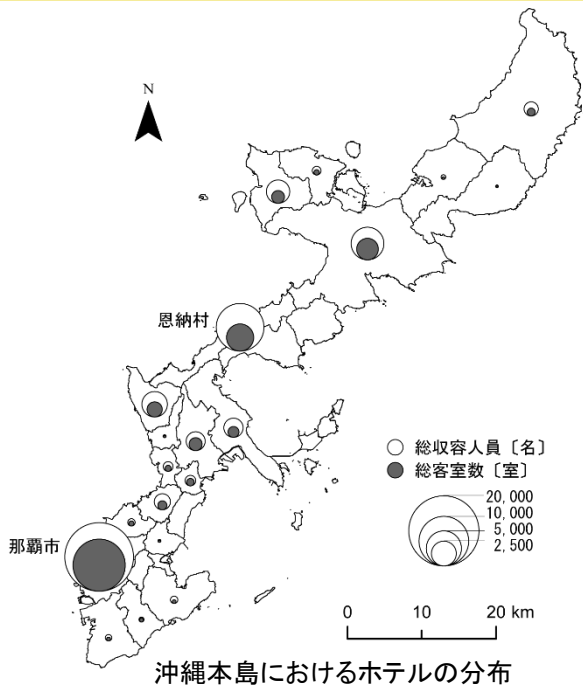 N
恩納村
那覇市
○ 総収容人員〔名〕
● 総客室数〔室〕
20,000
10,000
5,000
2,500
0 10 20 km
沖縄本島におけるホテルの分布